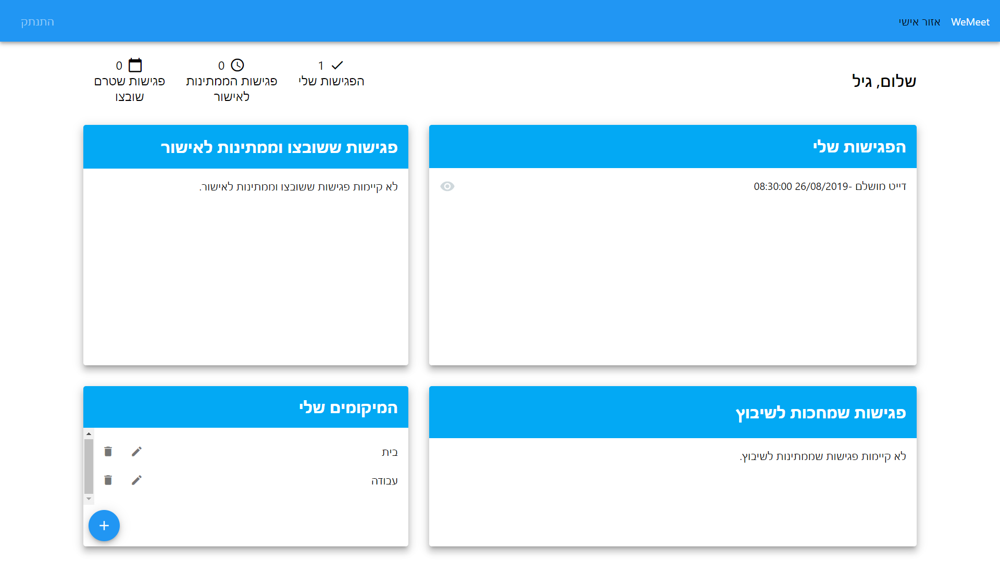 WeMeet
אזור אישי
התנתק
שלום, גיל
1
הפגישות שלי
0
פגישות הממתינות
לאישור
0
פגישות שטרם
שובצו
הפגישות שלי
דייט מושלם -26/08/2019 08:30:00
פגישות ששובצו וממתינות לאישור
לא קיימות פגישות ששובצו וממתינות לאישור.
פגישות שמחכות לשיבוץ
לא קיימות פגישות שממתינות לשיבוץ.
המיקומים שלי
בית
עבודה